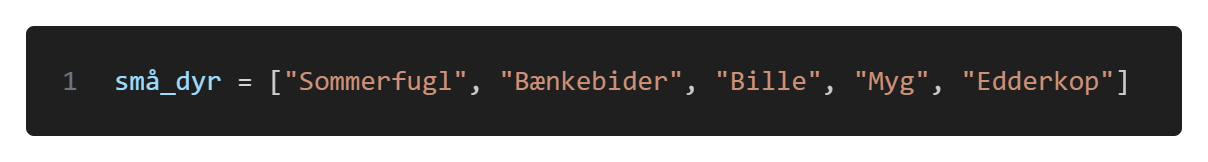 1 små_dyr = ["Sommerfugl", "Bænkebider", "Bille", "Myg", "Edderkop"]